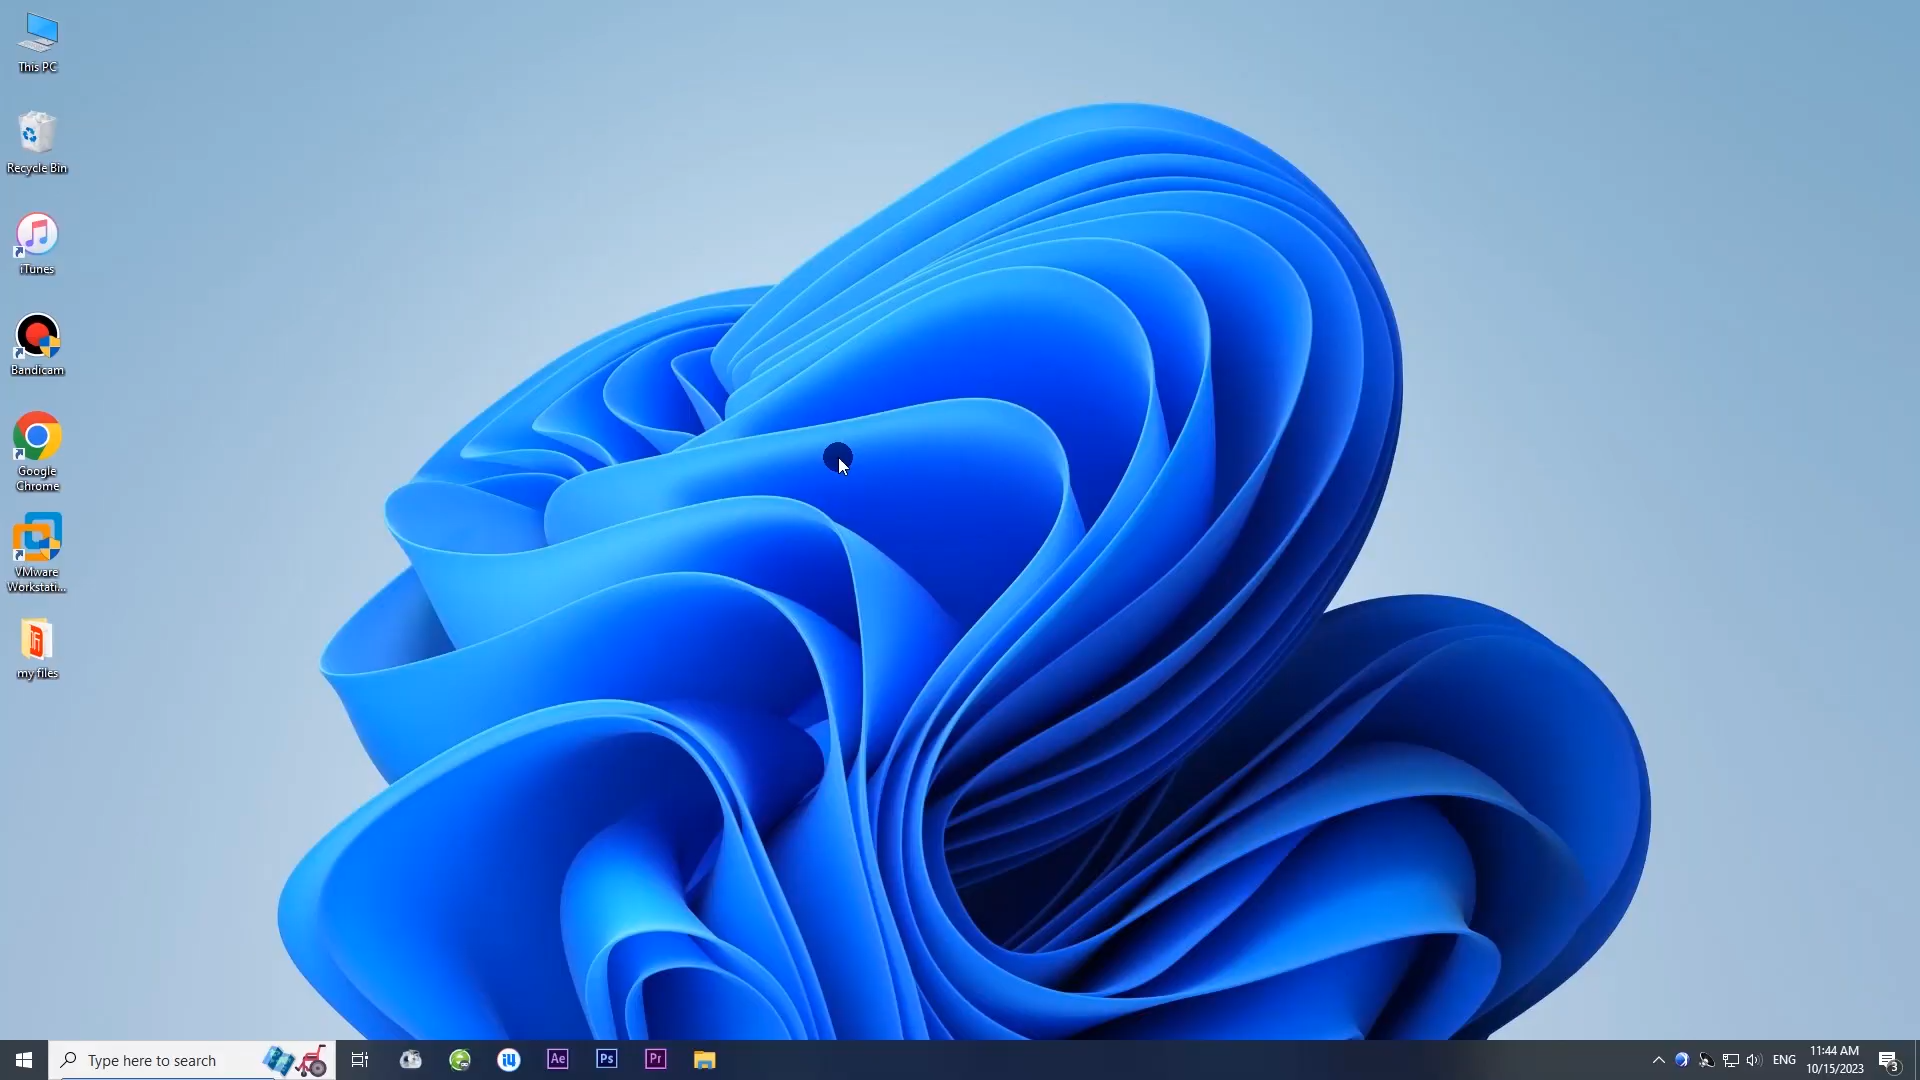 This PC
Recycle Bin
iTunes
Bandicam
Google
Chrome
VMware
Workstati...
my files
Type here to search
Ae
Ps
Pr
ENG
11:44 AM
10/15/2023
3